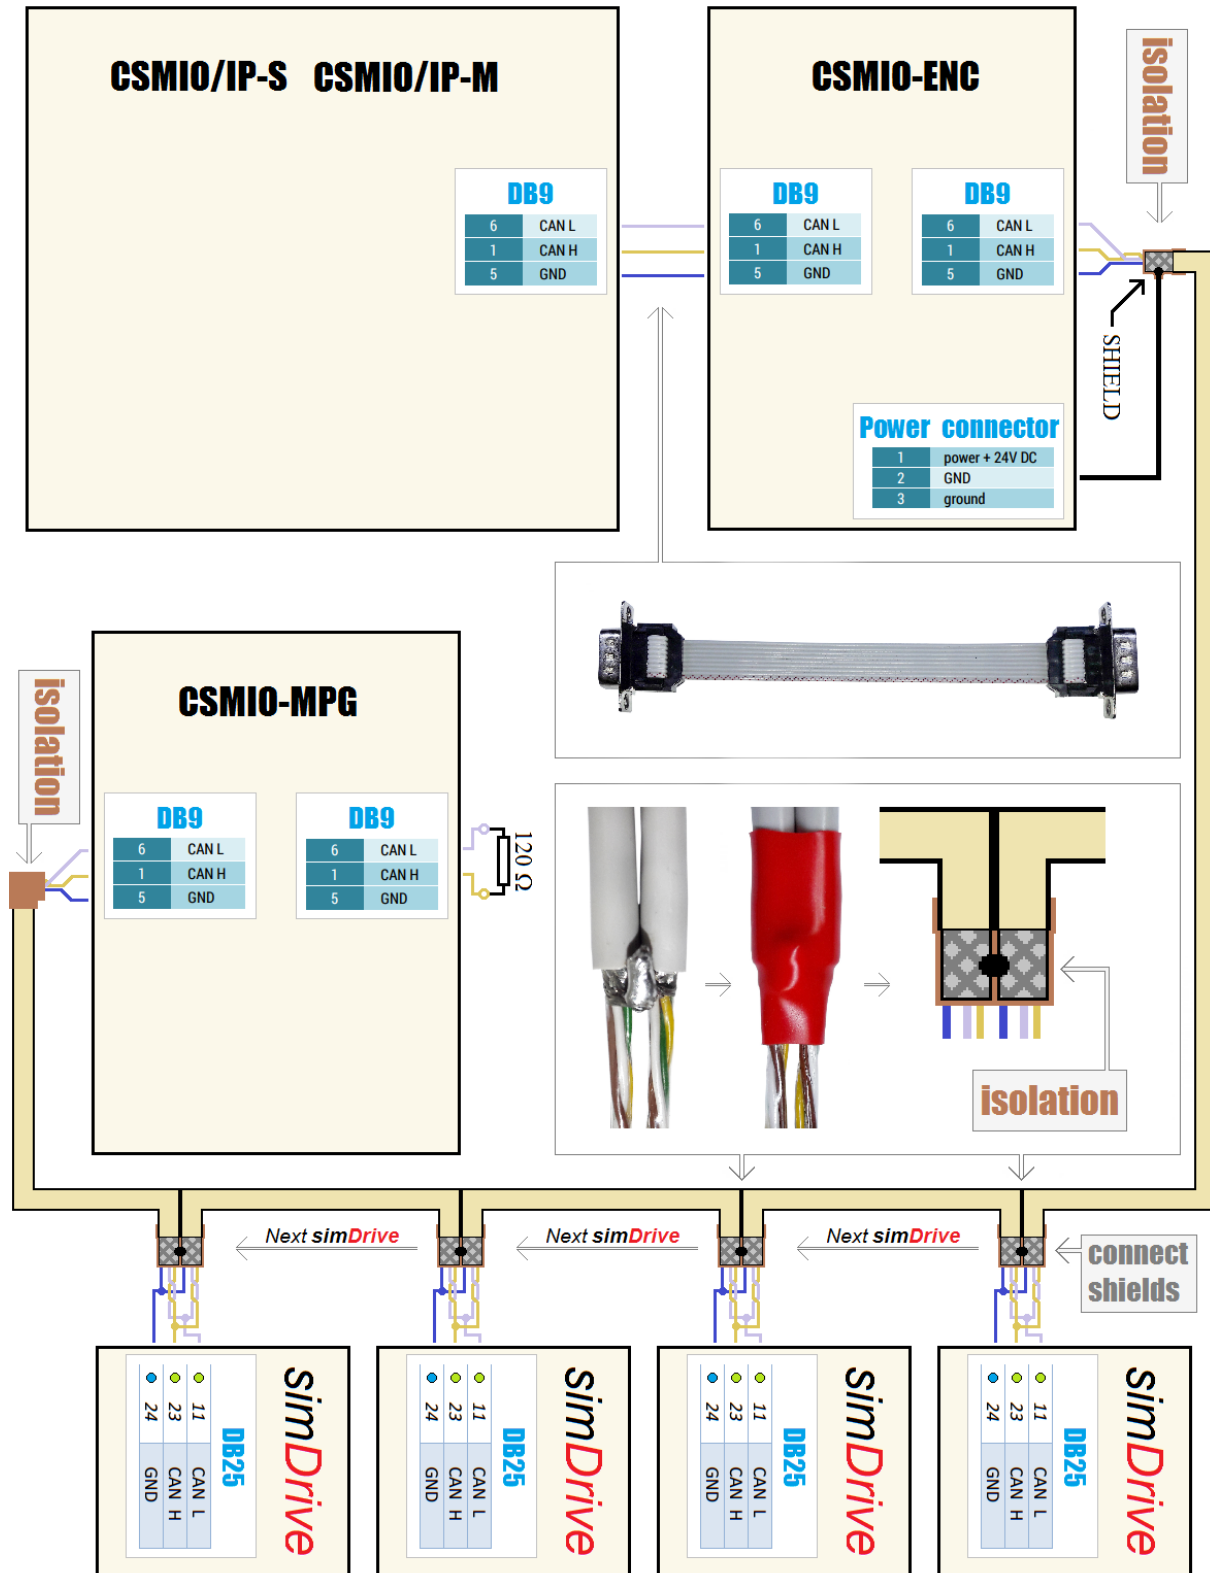 CSMIO/IP-S CSMIO/IP-M
DB9
6 CAN L
1 CAN H
5 GND
CSMIO-ENC
DB9
6 CAN L
1 CAN H
5 GND
DB9
6 CAN L
1 CAN H
5 GND
isolation
SHIELD
Power connector
1 power + 24V DC
2 GND
3 ground
isolation
CSMIO-MPG
DB9
6 CAN L
1 CAN H
5 GND
DB9
6 CAN L
1 CAN H
5 GND
120 Ω
isolation
Next simDrive
Next simDrive
Next simDrive
connect
shields
simDrive
DB25
11 CAN L
23 CAN H
24 GND
simDrive
DB25
11 CAN L
23 CAN H
24 GND
simDrive
DB25
11 CAN L
23 CAN H
24 GND
simDrive
DB25
11 CAN L
23 CAN H
24 GND